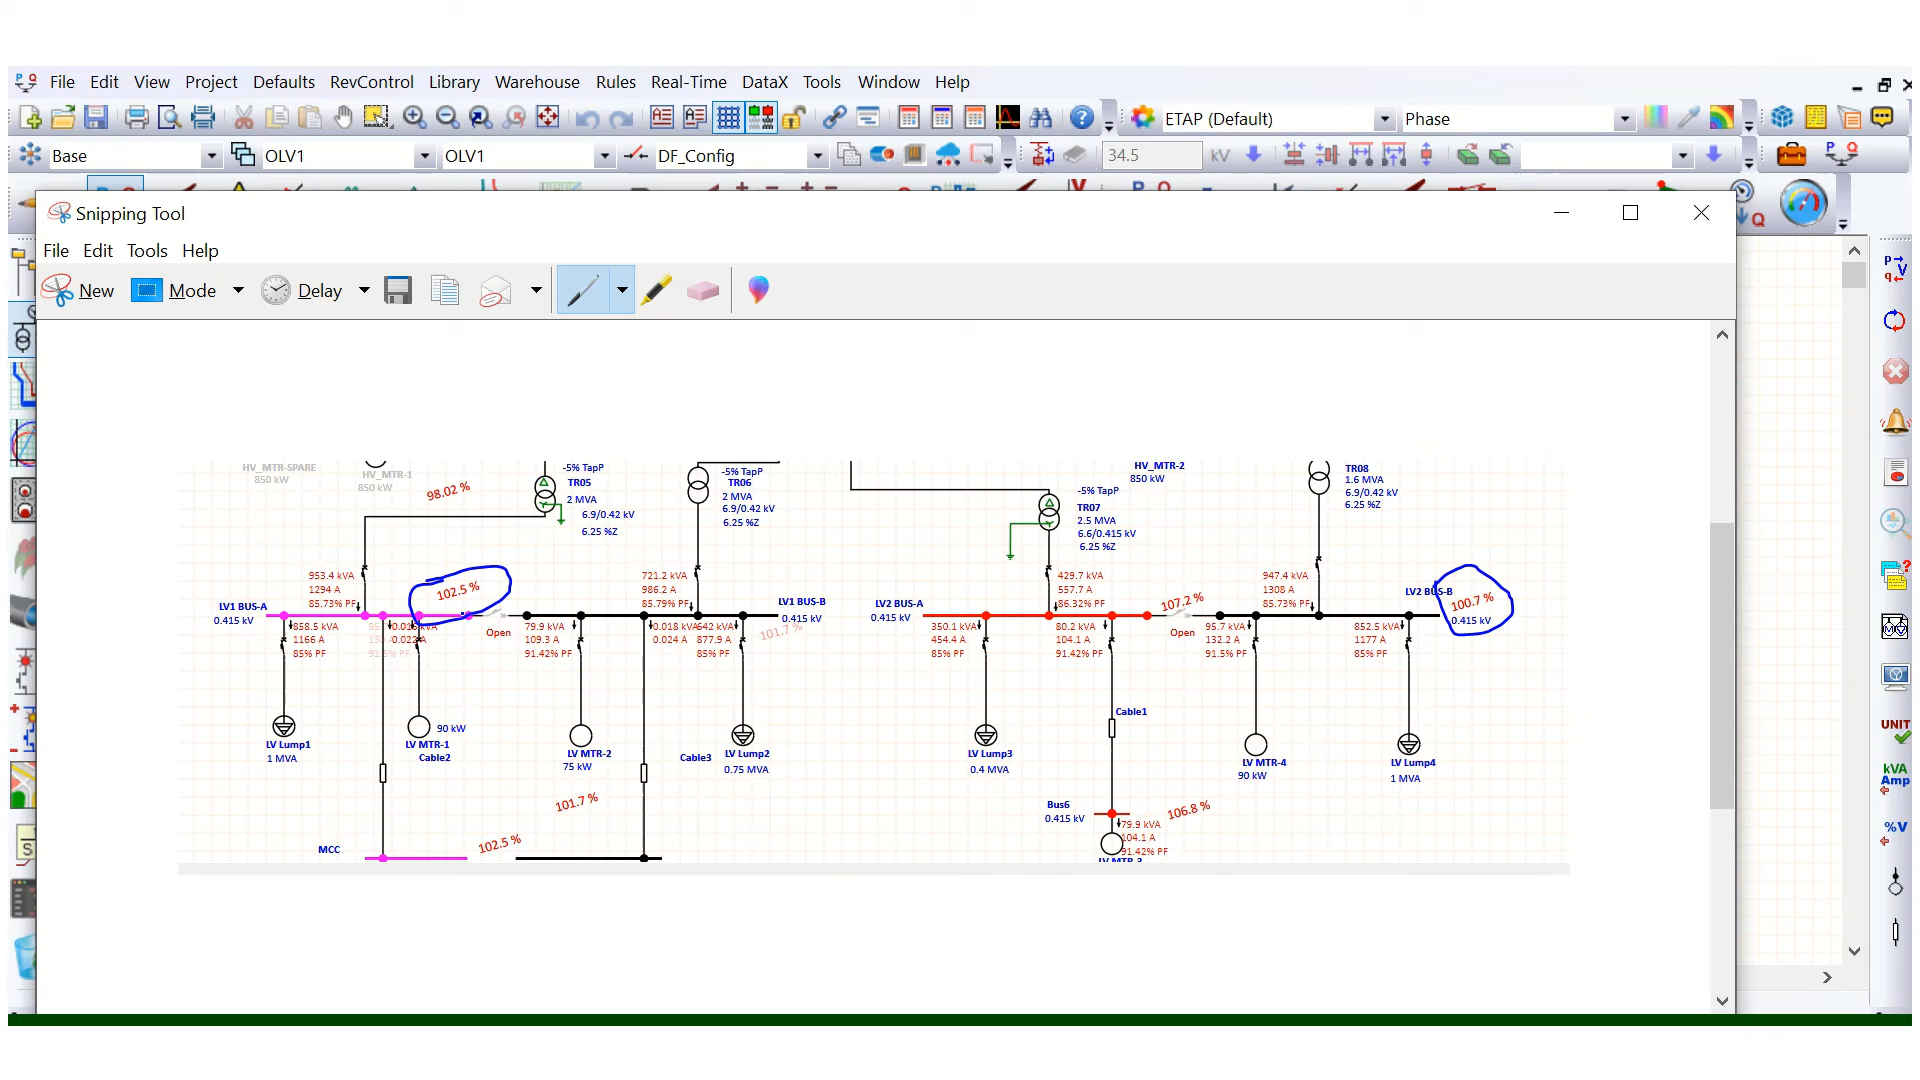 File Edit View Project Defaults RevControl Library Warehouse Rules Real-Time DataX Tools Window Help
ETAP (Default) Phase
Base OLV1 OLV1 DF_Config 34.5 kV
Snipping Tool
File Edit Tools Help
New Mode Delay
HV_MTR-SPARE
850 kW
HV_MTR-1
850 kW
98.02 %
-5% TapP
TR05
2 MVA
6.9/0.42 kV
6.25 %Z
-5% TapP
TR06
2 MVA
6.9/0.42 kV
6.25 %Z
HV_MTR-2
850 kW
-5% TapP
TR07
2.5 MVA
6.6/0.415 kV
6.25 %Z
TR08
1.6 MVA
6.9/0.42 kV
6.25 %Z
953.4 kVA
1294 A
85.73% PF
102.5 %
721.2 kVA
986.2 A
85.79% PF
429.7 kVA
557.7 A
86.32% PF
107.2 %
947.4 kVA
1308 A
85.73% PF
100.7 %
LV1 BUS-A
0.415 kV
LV1 BUS-B
0.415 kV
LV2 BUS-A
0.415 kV
LV2 BUS-B
0.415 kV
858.5 kVA
1166 A
85% PF
0.022 A
Open
79.9 kVA
109.3 A
91.42% PF
0.018 kVA
0.024 A
642 kVA
877.9 A
85% PF
101.7 %
350.1 kVA
454.4 A
85% PF
80.2 kVA
104.1 A
91.42% PF
Open
95.7 kVA
132.2 A
91.5% PF
852.5 kVA
1177 A
85% PF
LV Lump1
1 MVA
90 kW
LV MTR-1
Cable2
LV MTR-2
75 kW
Cable3
LV Lump2
0.75 MVA
LV Lump3
0.4 MVA
Cable1
LV MTR-4
90 kW
LV Lump4
1 MVA
101.7 %
Bus6
0.415 kV
106.8 %
79.9 kVA
104.1 A
91.42% PF
LV MTR-3
MCC
102.5 %
UNIT
kVA
Amp
%V